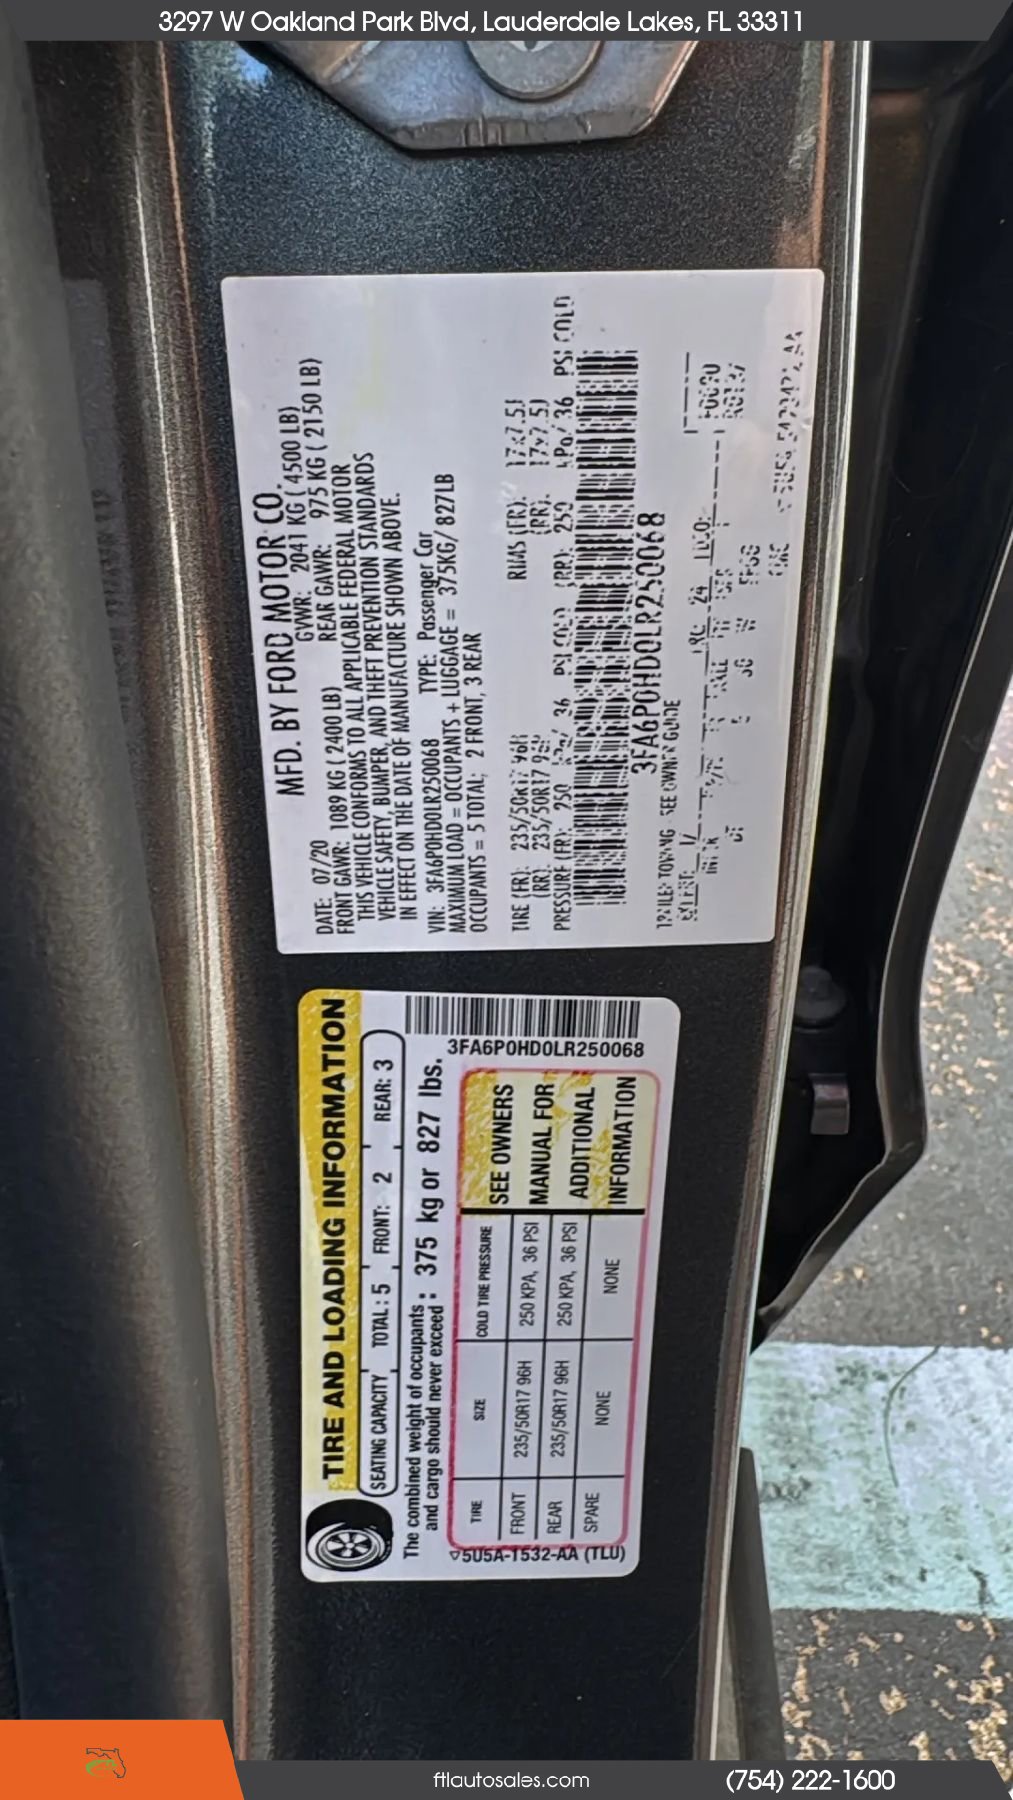 3297 W Oakland Park Blvd, Lauderdale Lakes, FL 33311
MFD. BY FORD MOTOR CO.
DATE: 07/20 GVWR: 2041 KG ( 4500 LB)
FRONT GAWR: 1089 KG ( 2400 LB) REAR GAWR: 975 KG ( 2150 LB)
THIS VEHICLE CONFORMS TO ALL APPLICABLE FEDERAL MOTOR
VEHICLE SAFETY, BUMPER, AND THEFT PREVENTION STANDARDS
IN EFFECT ON THE DATE OF MANUFACTURE SHOWN ABOVE.
VIN: 3FA6P0HD0LR250068 TYPE: Passenger Car
MAXIMUM LOAD = OCCUPANTS + LUGGAGE = 375KG/ 827LB
OCCUPANTS = 5 TOTAL; 2 FRONT, 3 REAR
TIRE (FR): 235/50R17 96H RIMS (FR): 17x7.5J
(RR): 235/50R17 96H (RR): 17x7.5J
PRESSURE (FR): 250 kPa/ 36 PSI COLD (RR): 250 kPa/ 36 PSI COLD
3FA6P0HD0LR250068
TRAILER TOWING - SEE OWNER GUIDE
TIRE AND LOADING INFORMATION
SEATING CAPACITY TOTAL: 5 FRONT: 2 REAR: 3
The combined weight of occupants
and cargo should never exceed : 375 kg or 827 lbs.
3FA6P0HD0LR250068
TIRE SIZE COLD TIRE PRESSURE
FRONT 235/50R17 96H 250 KPA, 36 PSI
REAR 235/50R17 96H 250 KPA, 36 PSI
SPARE NONE NONE
SEE OWNERS
MANUAL FOR
ADDITIONAL
INFORMATION
▽5U5A-1532-AA (TLU)
ftlautosales.com
(754) 222-1600